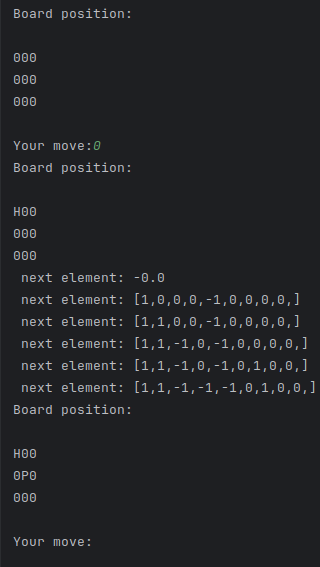 Board position:
000
000
000
Your move:0
Board position:
H00
000
000
next element: -0.0
next element: [1,0,0,0,-1,0,0,0,0,]
next element: [1,1,0,0,-1,0,0,0,0,]
next element: [1,1,-1,0,-1,0,0,0,0,]
next element: [1,1,-1,0,-1,0,1,0,0,]
next element: [1,1,-1,-1,-1,0,1,0,0,]
Board position:
H00
0P0
000
Your move: